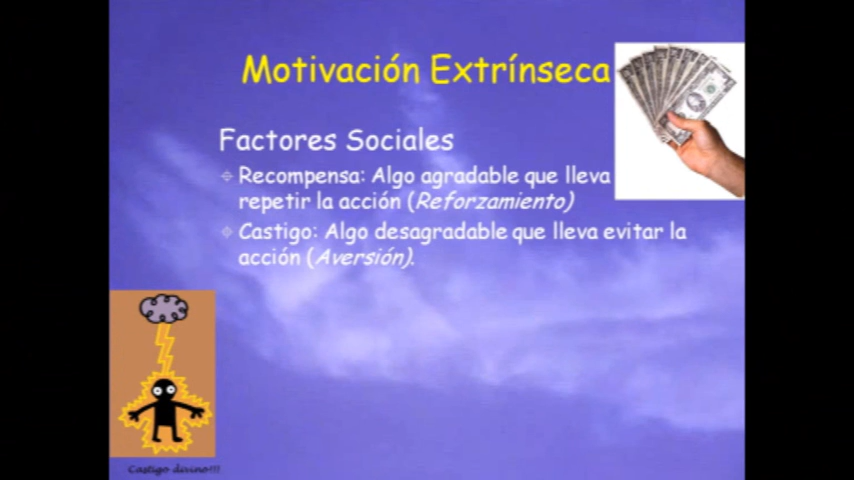 Motivación Extrínseca
Factores Sociales
Recompensa: Algo agradable que lleva
repetir la acción (Reforzamiento)
Castigo: Algo desagradable que lleva evitar la
acción (Aversión).
Castigo divino!!!